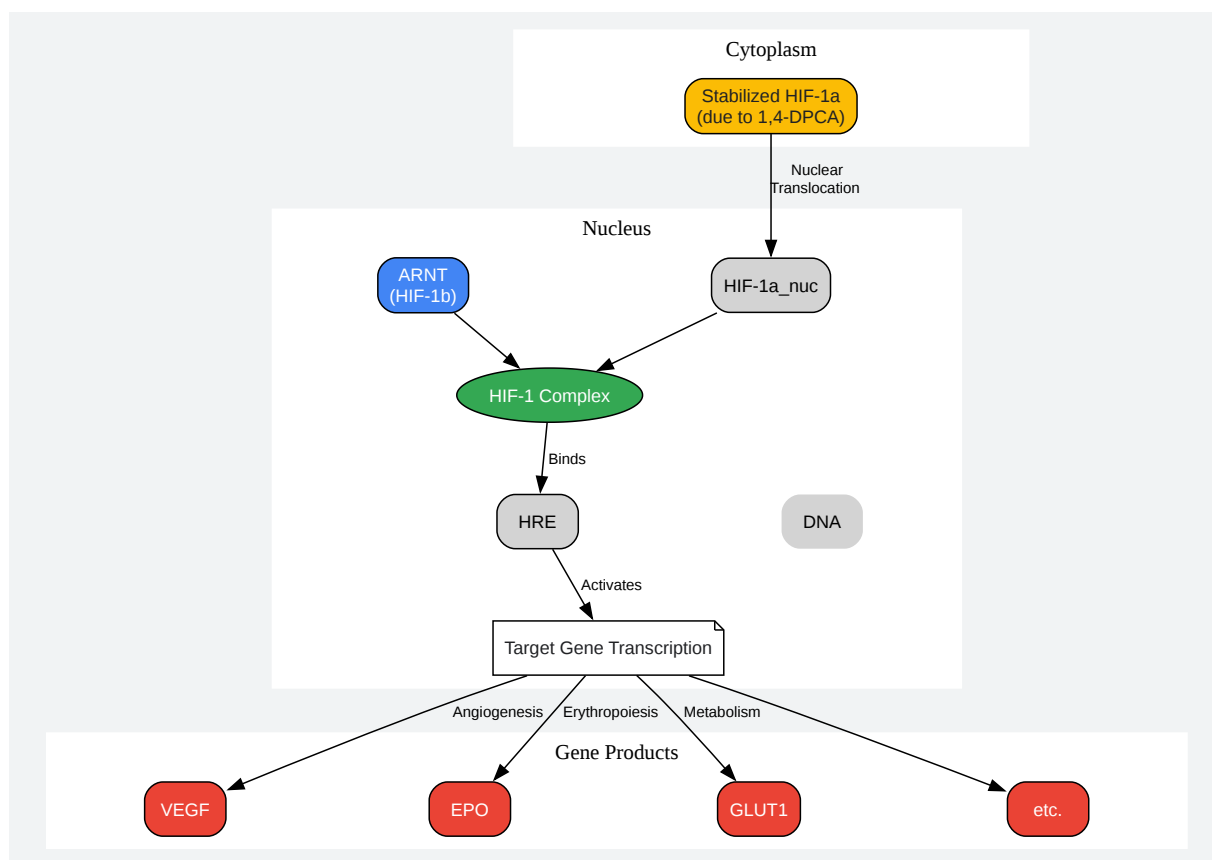 Cytoplasm
Stabilized HIF-1a
(due to 1,4-DPCA)
Nuclear
Translocation
Nucleus
ARNT
(HIF-1b)
HIF-1a_nuc
HIF-1 Complex
Binds
HRE
DNA
Activates
Target Gene Transcription
Angiogenesis
Erythropoiesis
Metabolism
Gene Products
VEGF
EPO
GLUT1
etc.